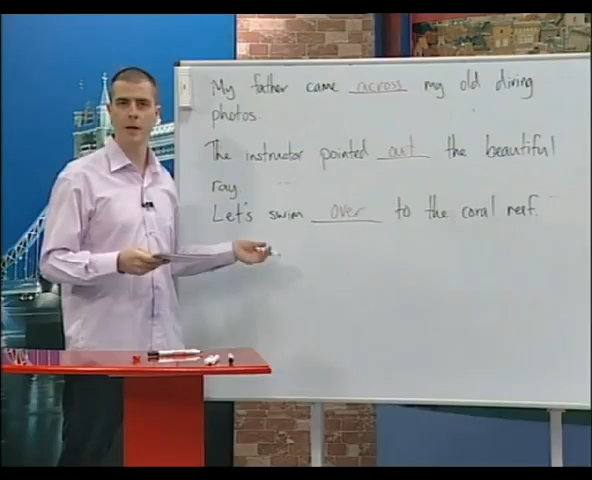 My father came across my old diving
photos.
The instructor pointed out the beautiful
ray.
Let's swim over to the coral reef.